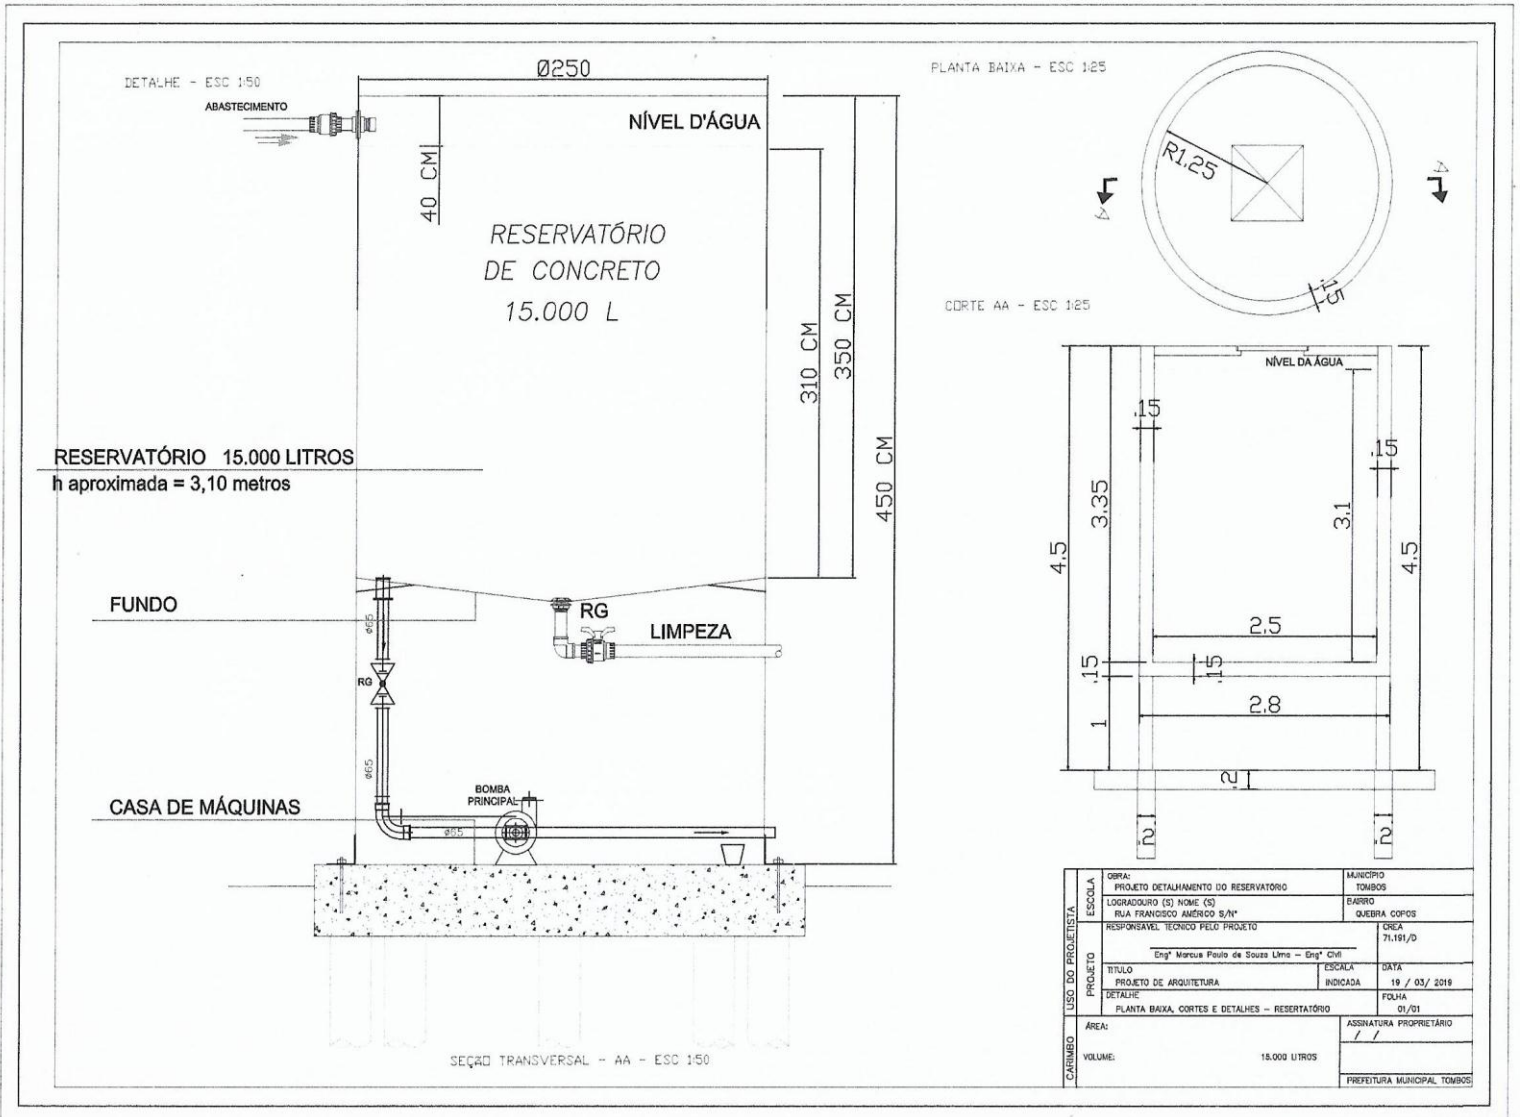 DETALHE - ESC 1:50
Ø250
PLANTA BAIXA - ESC 1:25
ABASTECIMENTO
NÍVEL D'ÁGUA
40 CM
R1.25
A
A
.15
RESERVATÓRIO
DE CONCRETO
15.000 L
CORTE AA - ESC 1:25
310 CM
350 CM
450 CM
NÍVEL DA ÁGUA
.15
.15
3.35
3.1
4.5
4.5
RESERVATÓRIO 15.000 LITROS
h aproximada = 3,10 metros
FUNDO
Ø65
RG
LIMPEZA
2.5
.15
.15
RG
2.8
1
Ø65
.2
BOMBA
PRINCIPAL
CASA DE MÁQUINAS
Ø65
.2
.2
SEÇÃO TRANSVERSAL - AA - ESC 1:50
USO DO PROJETISTA
ESCOLA
OBRA:
PROJETO DETALHAMENTO DO RESERVATÓRIO
MUNICÍPIO
TOMBOS
LOGRADOURO (S) NOME (S)
RUA FRANCISCO AMÉRICO S/Nº
BAIRRO
QUEBRA COPOS
PROJETO
RESPONSAVEL TECNICO PELO PROJETO
Engº Marcus Paulo de Souza Lima - Engº Civil
CREA
71.191/D
TITULO
PROJETO DE ARQUITETURA
ESCALA
INDICADA
DATA
19 / 03/ 2019
DETALHE
PLANTA BAIXA, CORTES E DETALHES - RESERTATÓRIO
FOLHA
01/01
CARIMBO
ÁREA:
VOLUME:
15.000 LITROS
ASSINATURA PROPRIETÁRIO
/ /
PREFEITURA MUNICIPAL TOMBOS